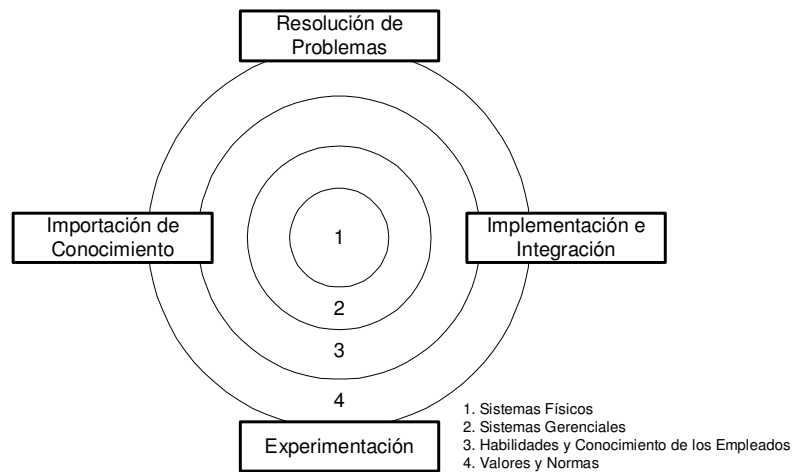 Resolución de
Problemas
Importación de
Conocimiento
Implementación e
Integración
1
2
3
4
Experimentación
1. Sistemas Físicos
2. Sistemas Gerenciales
3. Habilidades y Conocimiento de los Empleados
4. Valores y Normas